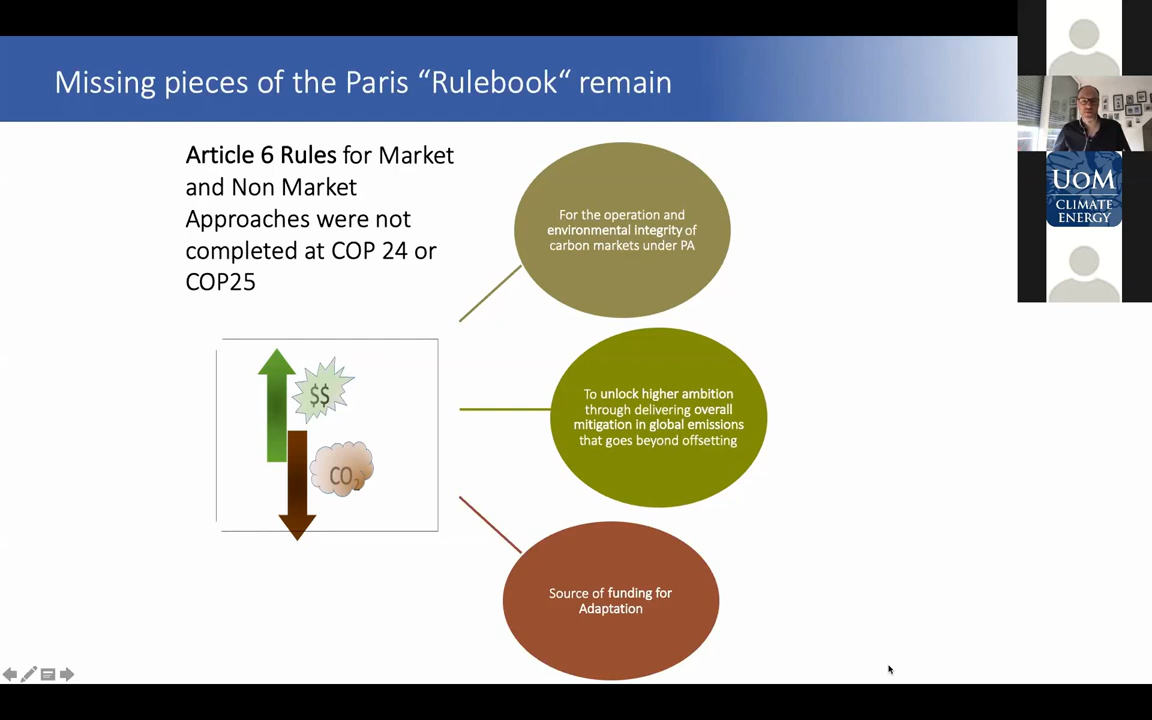 Missing pieces of the Paris “Rulebook“ remain
Article 6 Rules for Market
and Non Market
Approaches were not
completed at COP 24 or
COP25
For the operation and
environmental integrity of
carbon markets under PA
$$
CO2
To unlock higher ambition
through delivering overall
mitigation in global emissions
that goes beyond offsetting
Source of funding for
Adaptation
UOM
CLIMATE
ENERGY